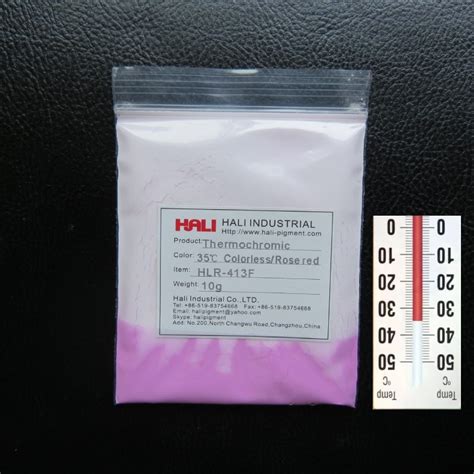 HALI HALI INDUSTRIAL
Http://www.hali-pigment.com
Product: Thermochromic
Color: 35℃ Colorless/Rose red
Item: HLR-413F
Weight: 10g
Hali Industrial Co.,LTD.
Tel: +86-519-83754668 Fax: +86-519-83754668
Email: halipigment@yahoo.com
Skype: halipigment
Add: No.200,North Changwu Road,Changzhou,China
0 0
10 10
20 20
30 30
40 40
50 50
°C °C
Temp Temp